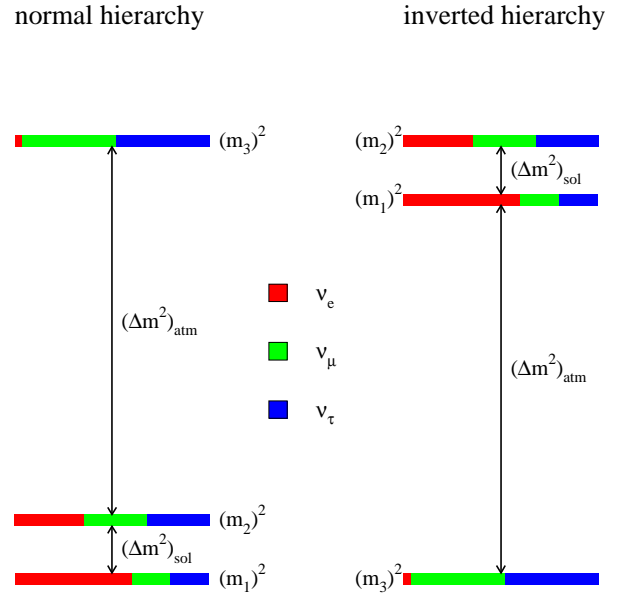 normal hierarchy
inverted hierarchy
(m₃)²
(m₂)²
(Δm²)sol
(m₁)²
νe
(Δm²)atm
νμ
(Δm²)atm
ντ
(m₂)²
(Δm²)sol
(m₁)²
(m₃)²